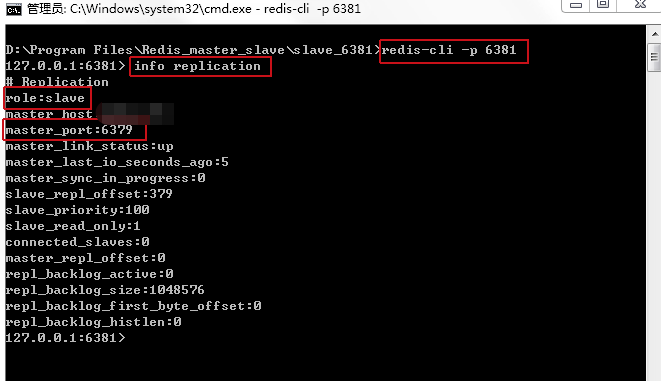 管理员: C:\Windows\system32\cmd.exe - redis-cli  -p 6381
D:\Program Files\Redis_master_slave\slave_6381>redis-cli -p 6381
127.0.0.1:6381> info replication
# Replication
role:slave
master_host
master_port:6379
master_link_status:up
master_last_io_seconds_ago:5
master_sync_in_progress:0
slave_repl_offset:379
slave_priority:100
slave_read_only:1
connected_slaves:0
master_repl_offset:0
repl_backlog_active:0
repl_backlog_size:1048576
repl_backlog_first_byte_offset:0
repl_backlog_histlen:0
127.0.0.1:6381>